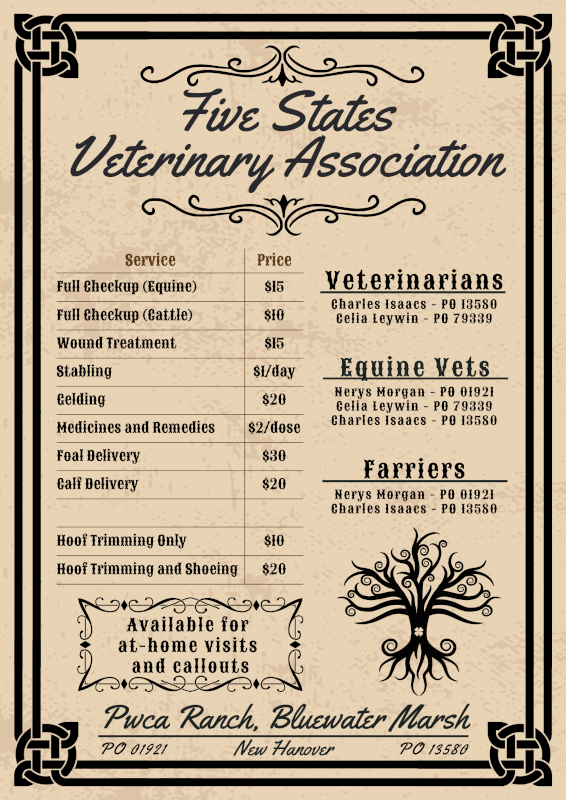 Five States
Veterinary Association
Service Price
Full Checkup (Equine) $15
Full Checkup (Cattle) $10
Wound Treatment $15
Stabling $1/day
Gelding $20
Medicines and Remedies $2/dose
Foal Delivery $30
Calf Delivery $20
Hoof Trimming Only $10
Hoof Trimming and Shoeing $20
Available for
at-home visits
and callouts
Veterinarians
Charles Isaacs - PO 13580
Celia Leywin - PO 79339
Equine Vets
Nerys Morgan - PO 01921
Celia Leywin - PO 79339
Charles Isaacs - PO 13580
Farriers
Nerys Morgan - PO 01921
Charles Isaacs - PO 13580
Pwca Ranch, Bluewater Marsh
PO 01921 New Hanover PO 13580